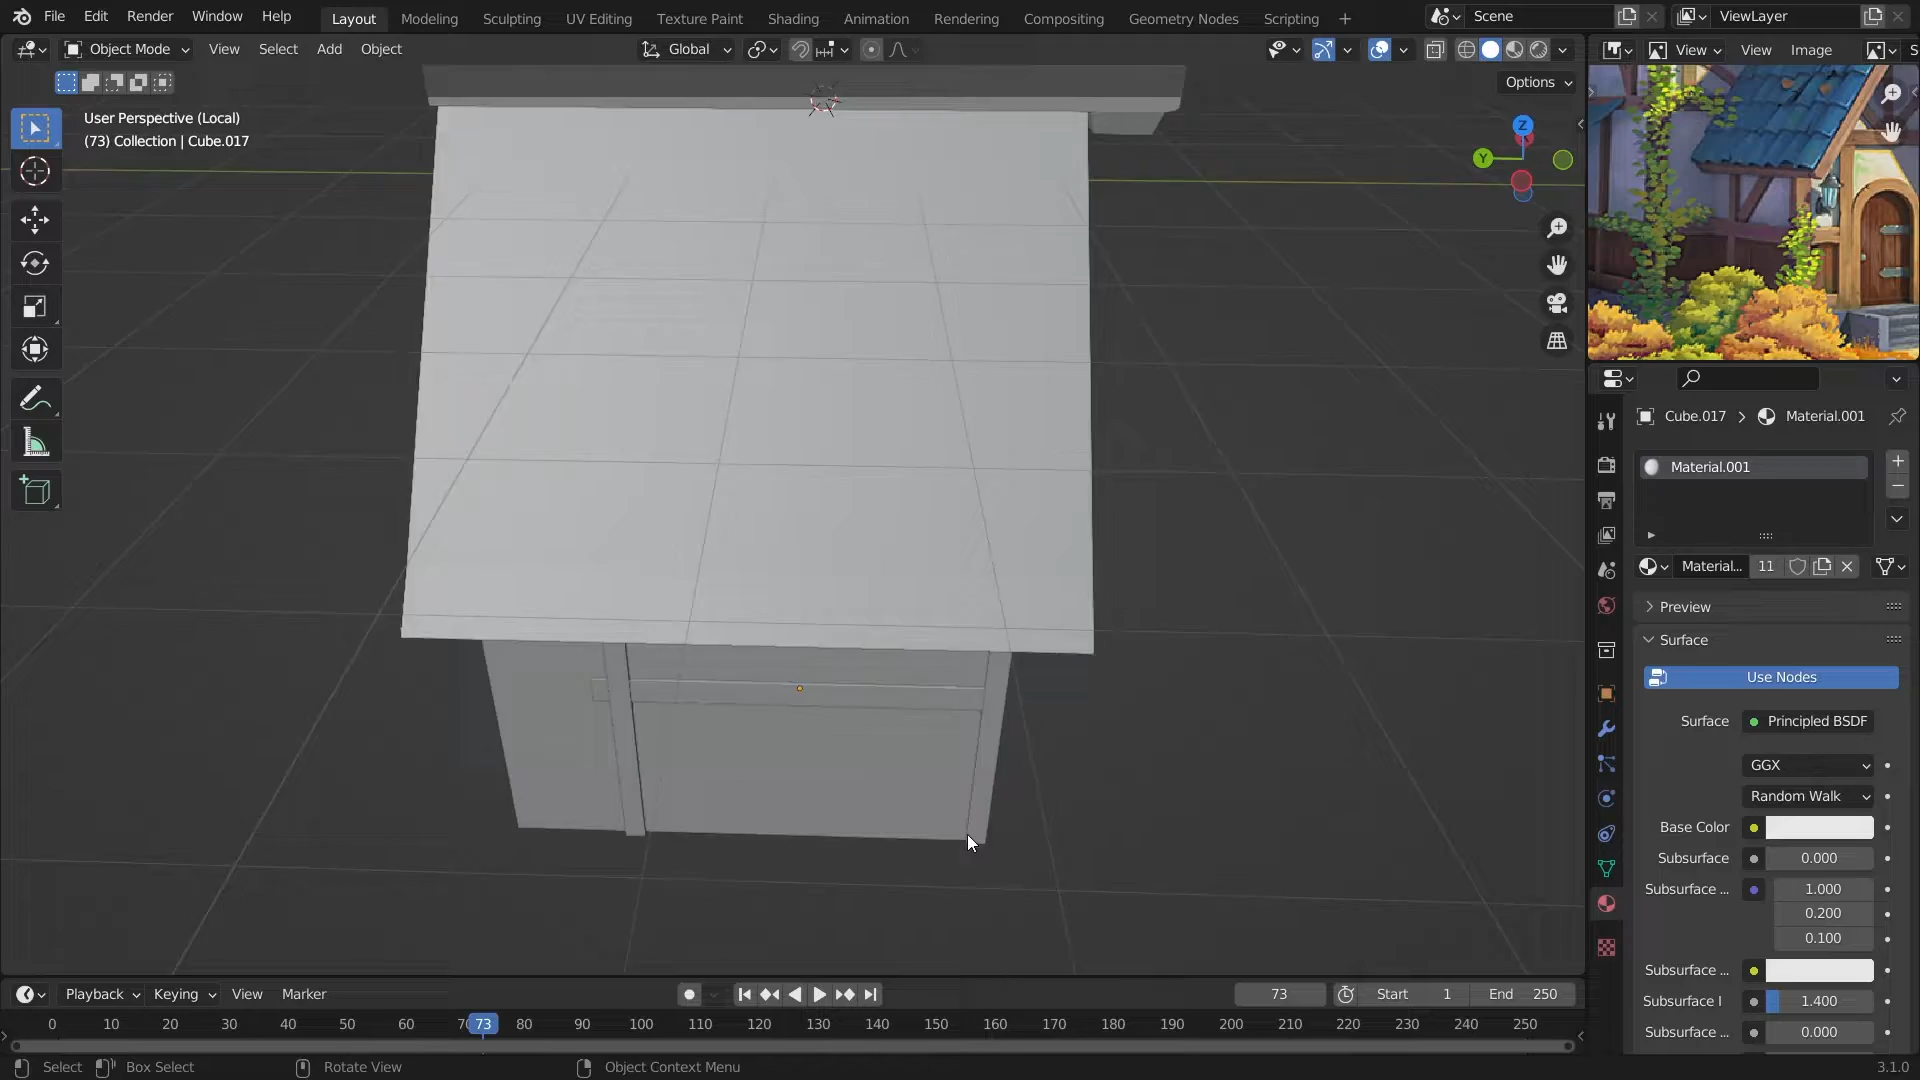 File Edit Render Window Help Layout Modeling Sculpting UV Editing Texture Paint Shading Animation Rendering Compositing Geometry Nodes Scripting Scene ViewLayer
Object Mode View Select Add Object Global View View Image S
Options
User Perspective (Local)
(73) Collection | Cube.017
Z
Y
Cube.017 Material.001
Material.001
Material... 11
Preview
Surface
Use Nodes
Surface Principled BSDF
GGX
Random Walk
Base Color
Subsurface 0.000
Subsurface ... 1.000
0.200
0.100
Subsurface ...
Subsurface I 1.400
Subsurface ... 0.000
Playback Keying View Marker 73 Start 1 End 250
0 10 20 30 40 50 60 70 73 80 90 100 110 120 130 140 150 160 170 180 190 200 210 220 230 240 250
Select Box Select Rotate View Object Context Menu 3.1.0